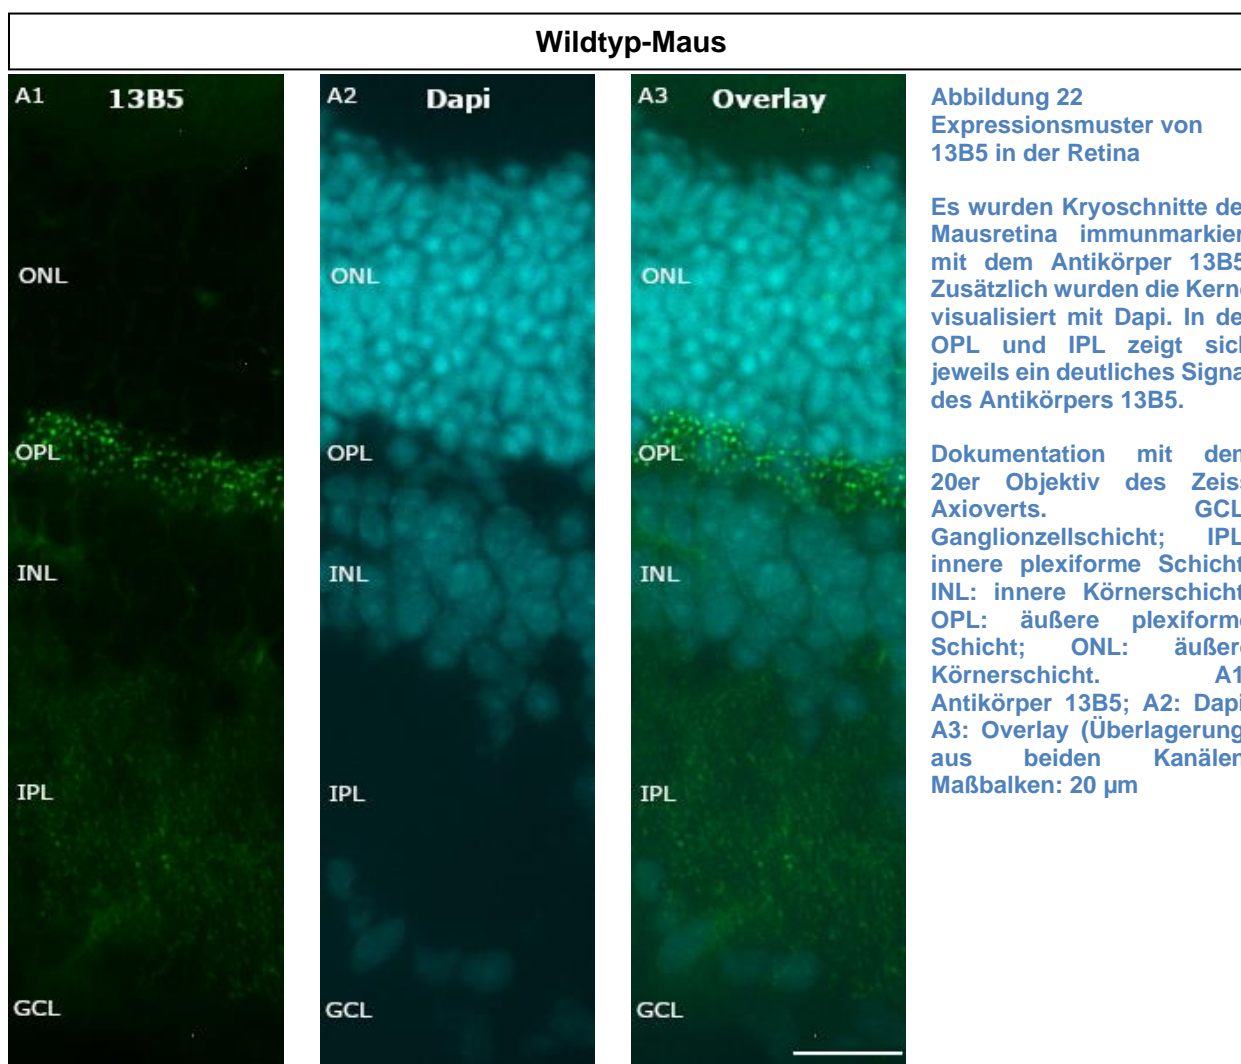 Wildtyp-Maus
A1 13B5
ONL
OPL
INL
IPL
GCL
A2 Dapi
ONL
OPL
INL
IPL
GCL
A3 Overlay
ONL
OPL
INL
IPL
GCL
Abbildung 22
Expressionsmuster von
13B5 in der Retina
Es wurden Kryoschnitte de
Mausretina immunmarkier
mit dem Antikörper 13B5
Zusätzlich wurden die Kerne
visualisiert mit Dapi. In de
OPL und IPL zeigt sich
jeweils ein deutliches Signa
des Antikörpers 13B5.
Dokumentation mit dem
20er Objektiv des Zeiss
Axioverts. GCL
Ganglionzellschicht; IPL
innere plexiforme Schicht
INL: innere Körnerschicht
OPL: äußere plexiforme
Schicht; ONL: äußere
Körnerschicht. A1
Antikörper 13B5; A2: Dapi
A3: Overlay (Überlagerung
aus beiden Kanälen
Maßbalken: 20 µm